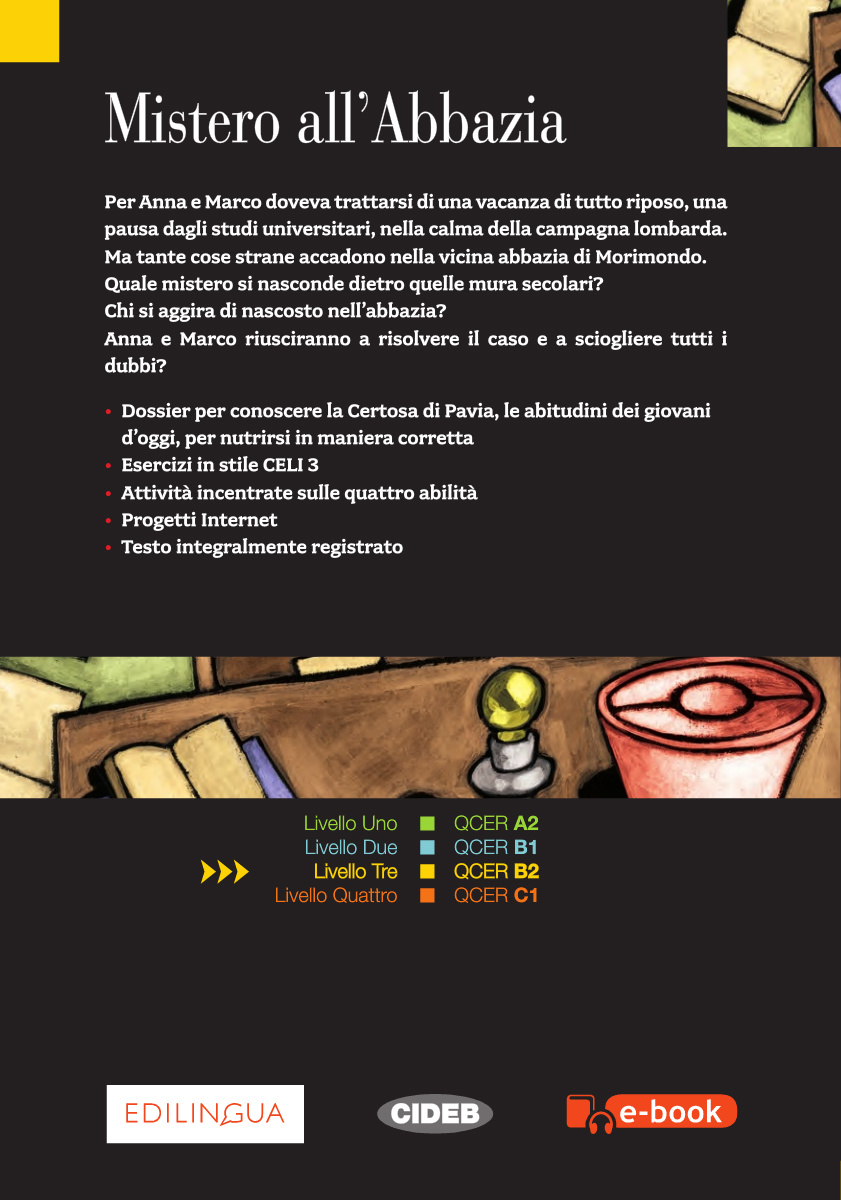 Mistero all’Abbazia
Per Anna e Marco doveva trattarsi di una vacanza di tutto riposo, una
pausa dagli studi universitari, nella calma della campagna lombarda.
Ma tante cose strane accadono nella vicina abbazia di Morimondo.
Quale mistero si nasconde dietro quelle mura secolari?
Chi si aggira di nascosto nell’abbazia?
Anna e Marco riusciranno a risolvere il caso e a sciogliere tutti i
dubbi?
• Dossier per conoscere la Certosa di Pavia, le abitudini dei giovani
d’oggi, per nutrirsi in maniera corretta
• Esercizi in stile CELI 3
• Attività incentrate sulle quattro abilità
• Progetti Internet
• Testo integralmente registrato
Livello Uno ■ QCER A2
Livello Due ■ QCER B1
Livello Tre ■ QCER B2
Livello Quattro ■ QCER C1
EDILINGUA
CIDEB
e-book